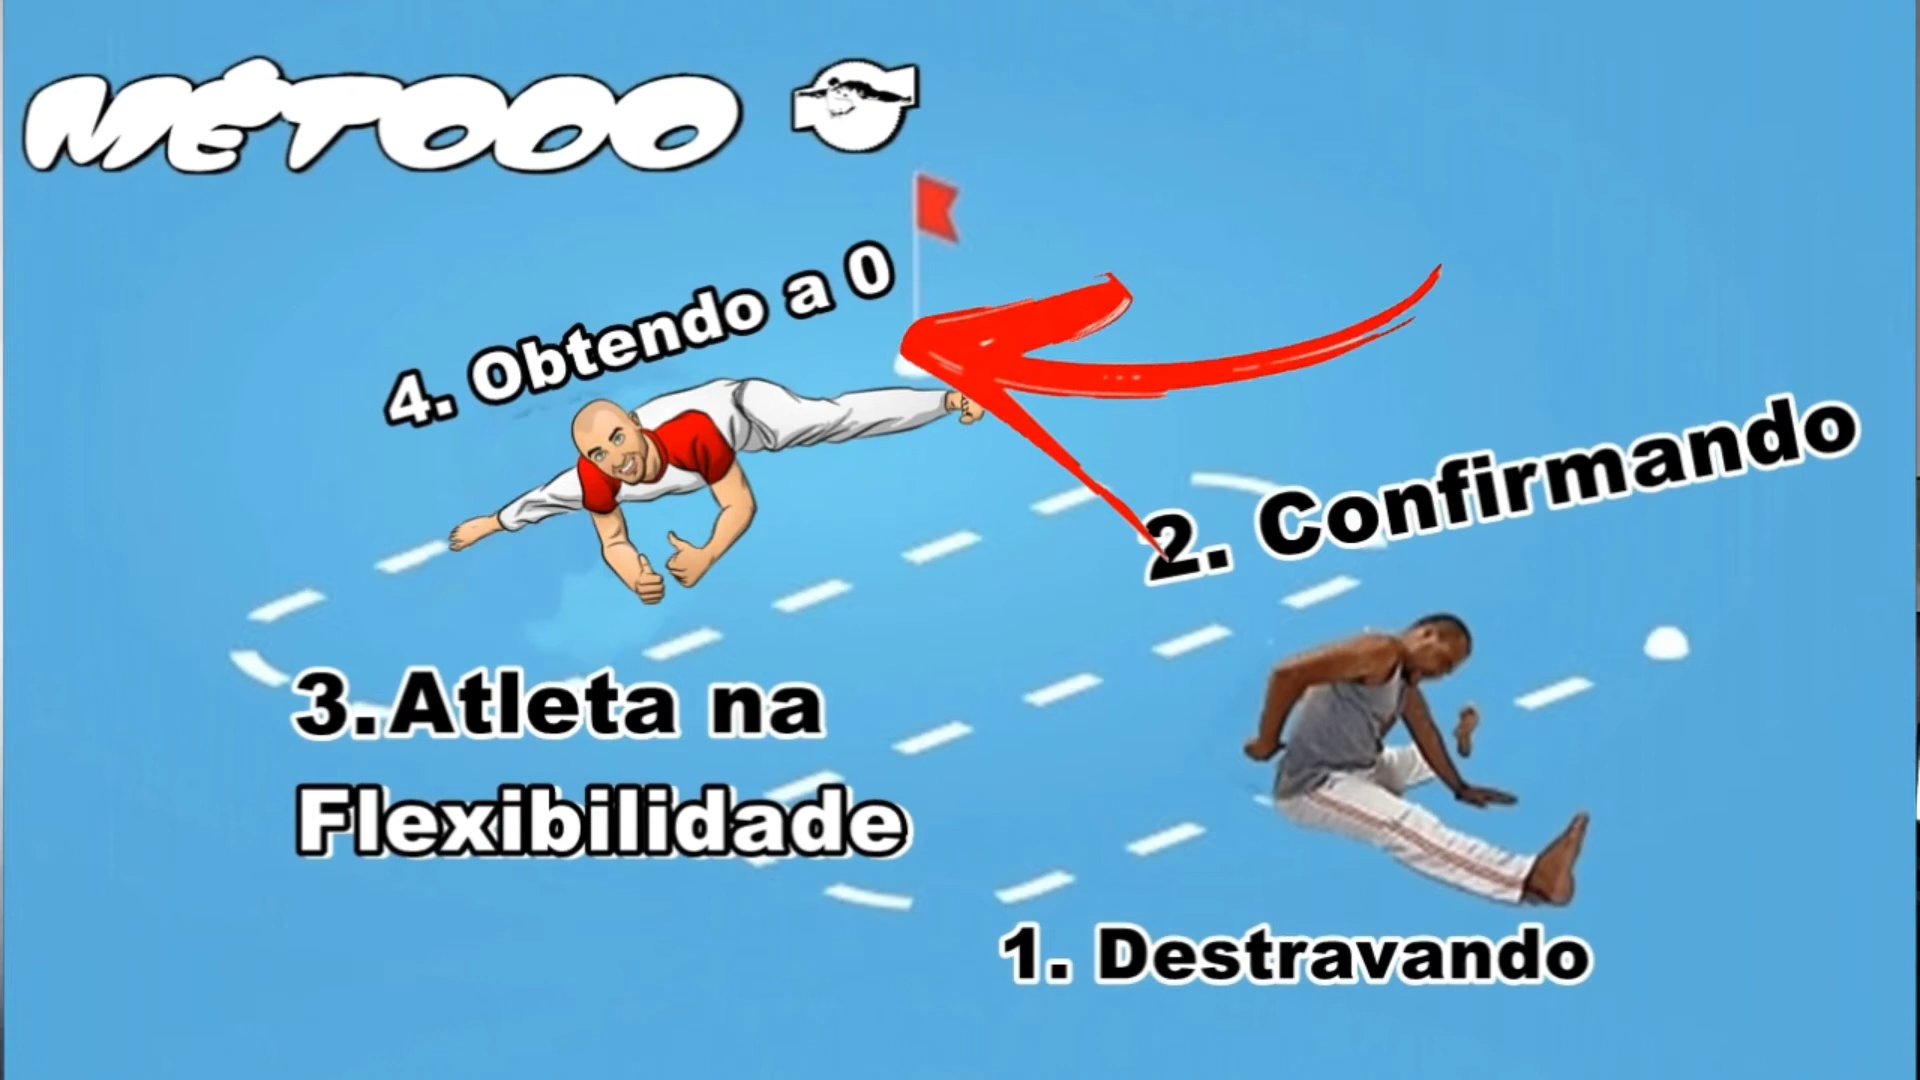 MÉTODO
4. Obtendo a 0
2. Confirmando
3. Atleta na
Flexibilidade
1. Destravando